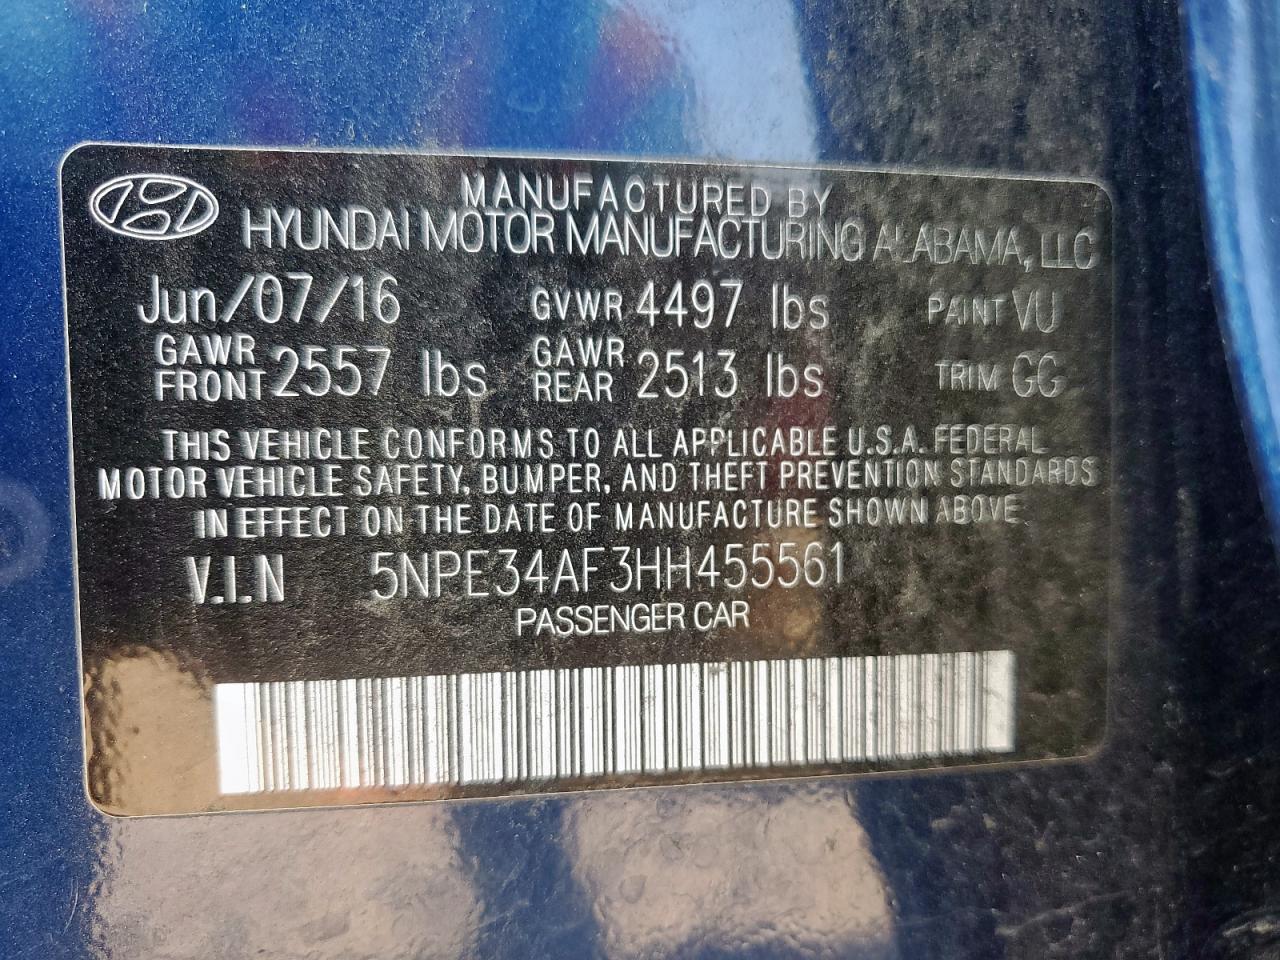 MANUFACTURED BY
HYUNDAI MOTOR MANUFACTURING ALABAMA, LLC
Jun/07/16 GVWR 4497 lbs PAINT VU
GAWR FRONT 2557 lbs GAWR REAR 2513 lbs TRIM GG
THIS VEHICLE CONFORMS TO ALL APPLICABLE U.S.A. FEDERAL
MOTOR VEHICLE SAFETY, BUMPER, AND THEFT PREVENTION STANDARDS
IN EFFECT ON THE DATE OF MANUFACTURE SHOWN ABOVE
V.I.N 5NPE34AF3HH455561
PASSENGER CAR